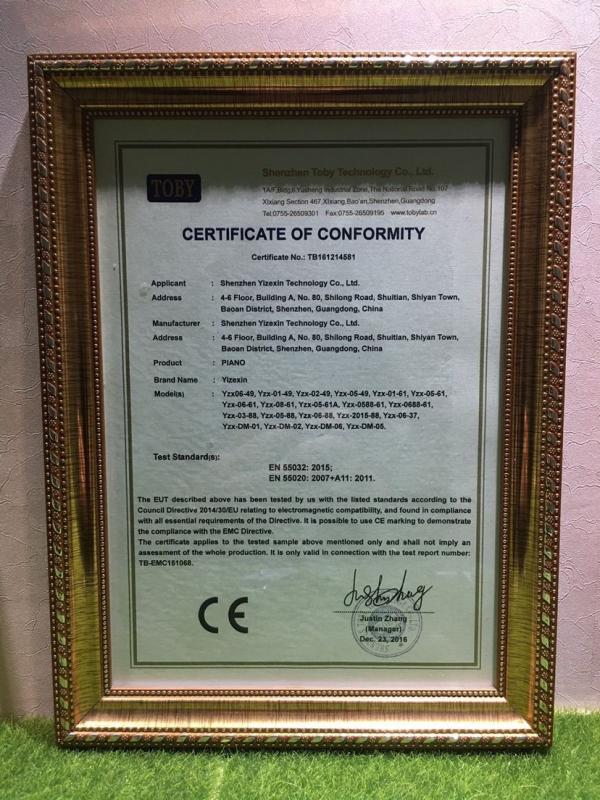 TOBY
Shenzhen Toby Technology Co., Ltd.
1A/F,Bldg,6,Yusheng Industrial Zone,The National Road No.107
Xixiang Section 467,Xixiang,Bao'an,Shenzhen,Guangdong
Tel:0755-26509301 Fax:0755-26509195 www.tobylab.cn
CERTIFICATE OF CONFORMITY
Certificate No.: TB161214581
Applicant : Shenzhen Yizexin Technology Co., Ltd.
Address : 4-6 Floor, Building A, No. 80, Shilong Road, Shuitian, Shiyan Town,
Baoan District, Shenzhen, Guangdong, China
Manufacturer : Shenzhen Yizexin Technology Co., Ltd.
Address : 4-6 Floor, Building A, No. 80, Shilong Road, Shuitian, Shiyan Town,
Baoan District, Shenzhen, Guangdong, China
Product : PIANO
Brand Name : Yizexin
Model(s) : Yzx06-49, Yzx-01-49, Yzx-02-49, Yzx-05-49, Yzx-01-61, Yzx-05-61,
Yzx-06-61, Yzx-08-61, Yzx-05-61A, Yzx-0588-61, Yzx-0688-61,
Yzx-03-88, Yzx-05-88, Yzx-06-88, Yzx-2015-88, Yzx-06-37,
Yzx-DM-01, Yzx-DM-02, Yzx-DM-06, Yzx-DM-05.
Test Standard(s):
EN 55032: 2015;
EN 55020: 2007+A11: 2011.
The EUT described above has been tested by us with the listed standards according to the
Council Directive 2014/30/EU relating to electromagnetic compatibility, and found in compliance
with all essential requirements of the Directive. It is possible to use CE marking to demonstrate
the compliance with the EMC Directive.
The certificate applies to the tested sample above mentioned only and shall not imply an
assessment of the whole production. It is only valid in connection with the test report number:
TB-EMC151068.
CE
Justin Zhang
(Manager)
Dec. 23, 2016